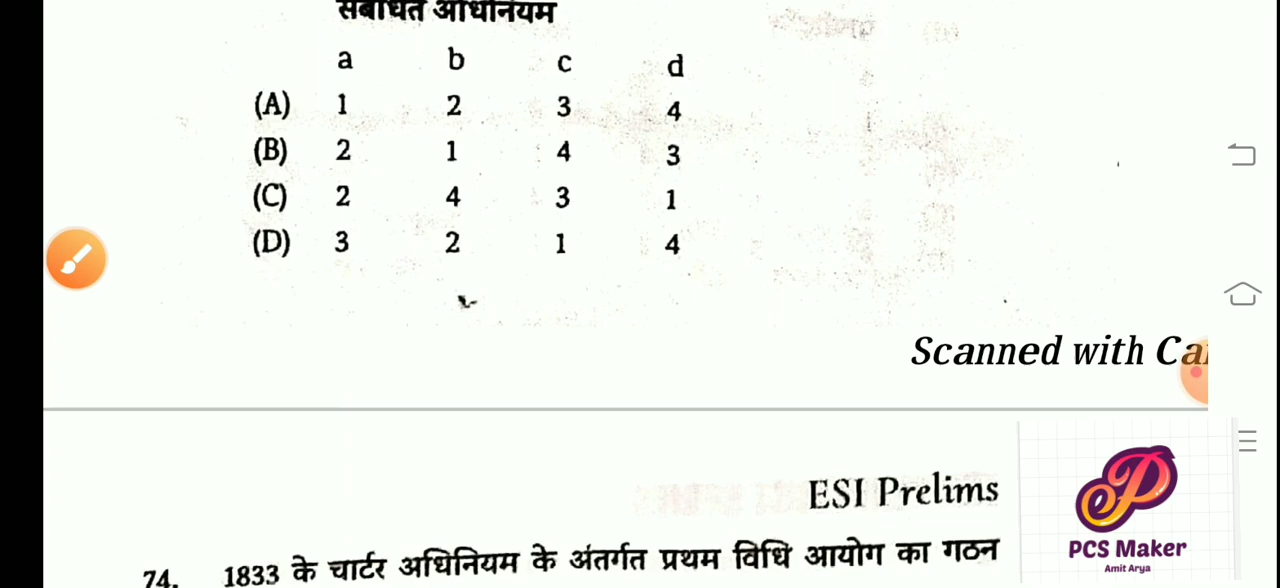 संबंधित अधिनियम
a b c d
(A) 1 2 3 4
(B) 2 1 4 3
(C) 2 4 3 1
(D) 3 2 1 4
Scanned with
ESI Prelims
74. 1833 के चार्टर अधिनियम के अंतर्गत प्रथम विधि आयोग का गठन
PCS Maker
Amit Arya